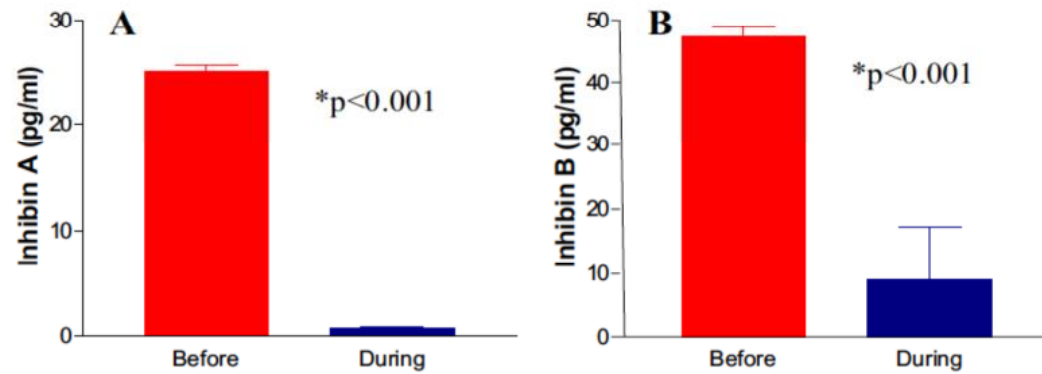 A
Inhibin A (pg/ml)
30
20
10
0
*p<0.001
Before
During
B
Inhibin B (pg/ml)
50
40
30
20
10
0
*p<0.001
Before
During